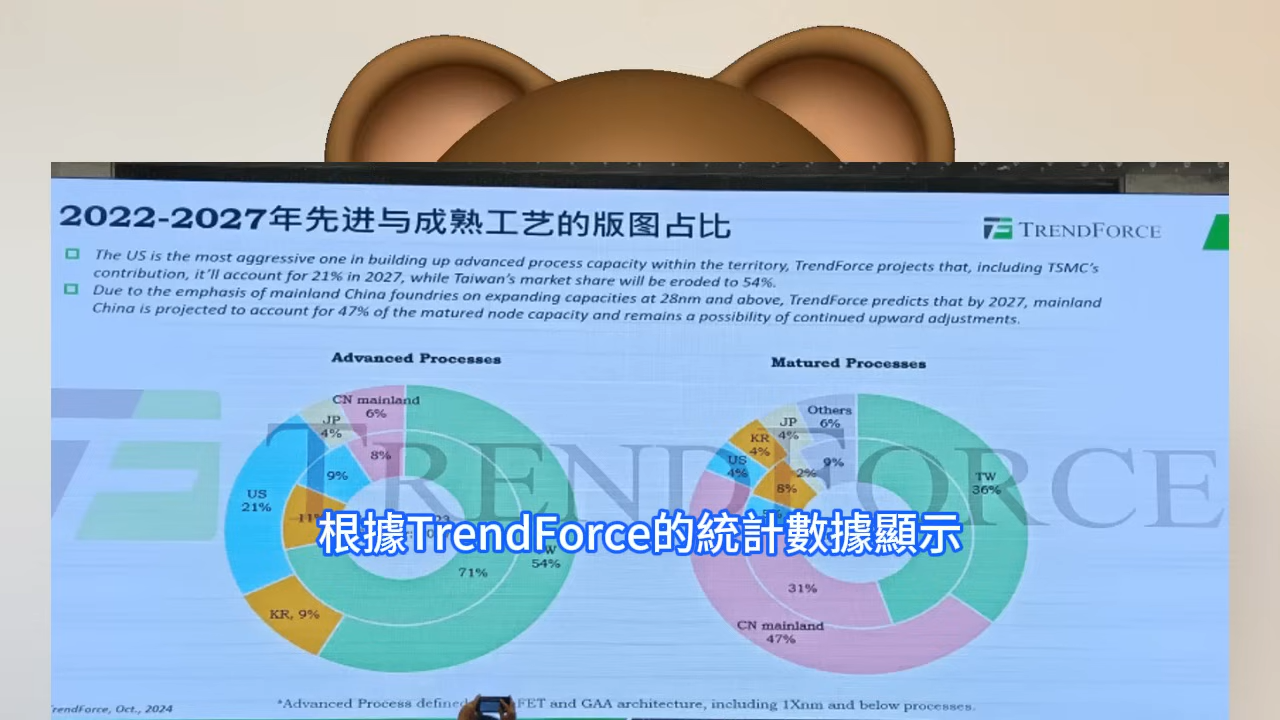 2022-2027年先进与成熟工艺的版图占比
TRENDFORCE
The US is the most aggressive one in building up advanced process capacity within the territory, TrendForce projects that, including TSMC's
contribution, it'll account for 21% in 2027, while Taiwan's market share will be eroded to 54%.
Due to the emphasis of mainland China foundries on expanding capacities at 28nm and above, TrendForce predicts that by 2027, mainland
China is projected to account for 47% of the matured node capacity and remains a possibility of continued upward adjustments.
Advanced Processes
CN mainland
6%
JP
4%
8%
9%
US
21%
11%
54%
71%
KR, 9%
Matured Processes
Others
6%
JP
4%
KR
4%
US
4%
2%
9%
8%
TW
36%
31%
CN mainland
47%
TRENDFORCE
根據TrendForce的統計數據顯示
*Advanced Process defined FET and GAA architecture, including 1Xnm and below processes.
rendForce, Oct., 2024